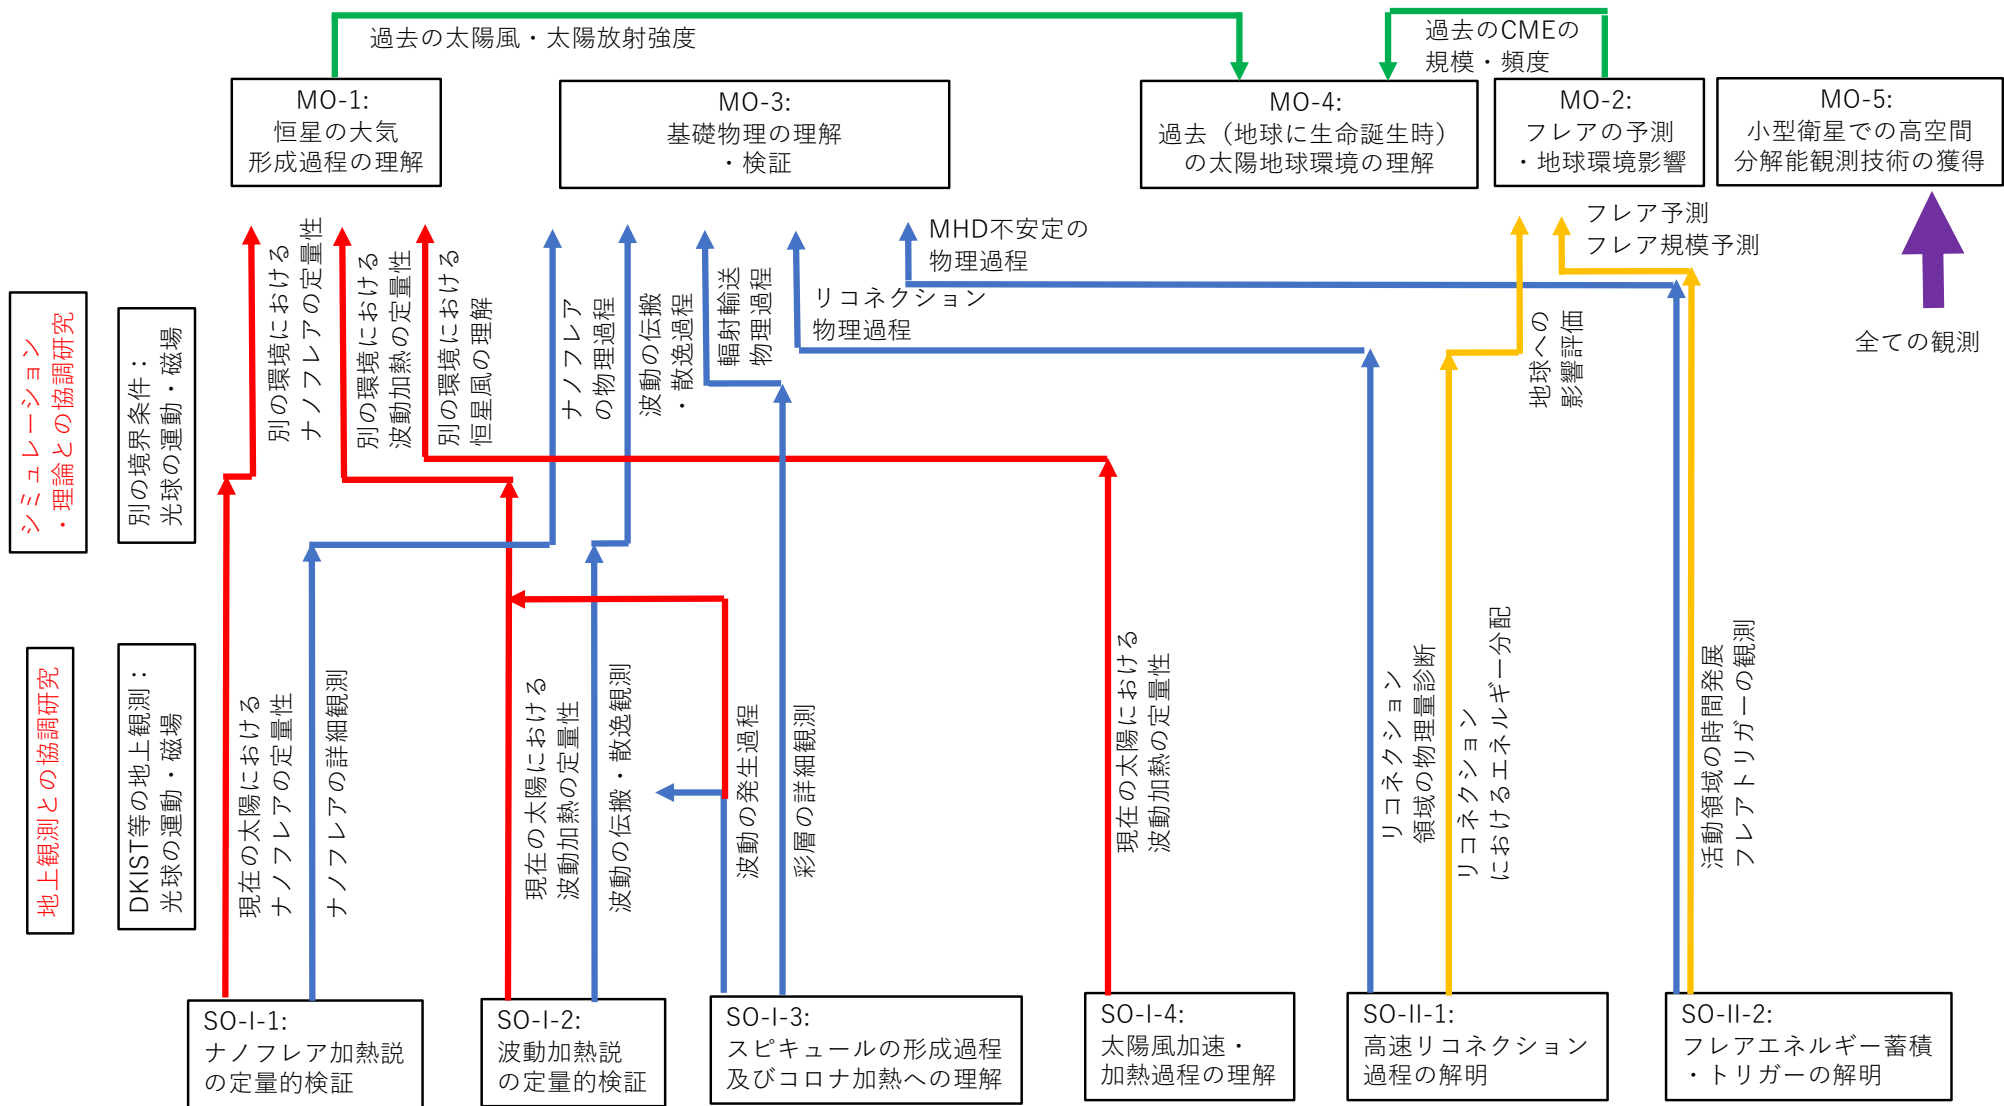 過去の太陽風・太陽放射強度
過去のCMEの
規模・頻度
MO-1:
恒星の大気
形成過程の理解
MO-3:
基礎物理の理解
・検証
MO-4:
過去（地球に生命誕生時）
の太陽地球環境の理解
MO-2:
フレアの予測
・地球環境影響
MO-5:
小型衛星での高空間
分解能観測技術の獲得
別の環境における
ナノフレアの定量性
別の環境における
波動加熱の定量性
別の環境における
恒星風の理解
ナノフレア
の物理過程
波動の伝搬
・散逸過程
輻射輸送
物理過程
リコネクション
物理過程
MHD不安定の
物理過程
地球への
影響評価
フレア予測
フレア規模予測
全ての観測
シミュレーション
・理論との協調研究
別の境界条件：
光球の運動・磁場
地上観測との協調研究
DKIST等の地上観測：
光球の運動・磁場
現在の太陽における
ナノフレアの定量性
ナノフレアの詳細観測
現在の太陽における
波動加熱の定量性
波動の伝搬・散逸観測
波動の発生過程
彩層の詳細観測
現在の太陽における
波動加熱の定量性
リコネクション
領域の物理量診断
リコネクション
におけるエネルギー分配
活動領域の時間発展
フレアトリガーの観測
SO-I-1:
ナノフレア加熱説
の定量的検証
SO-I-2:
波動加熱説
の定量的検証
SO-I-3:
スピキュールの形成過程
及びコロナ加熱への理解
SO-I-4:
太陽風加速・
加熱過程の理解
SO-II-1:
高速リコネクション
過程の解明
SO-II-2:
フレアエネルギー蓄積
・トリガーの解明